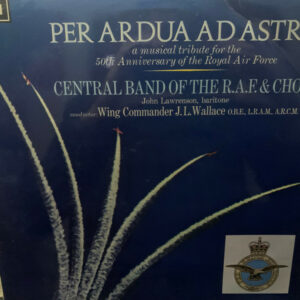 PER ARDUA AD ASTR
a musical tribute for the
50th Anniversary of the Royal Air Force
CENTRAL BAND OF THE R.A.F. & CHO
John Lawrenson, baritone
conductor Wing Commander J. L. Wallace O.B.E., L.R.A.M., A.R.C.M.